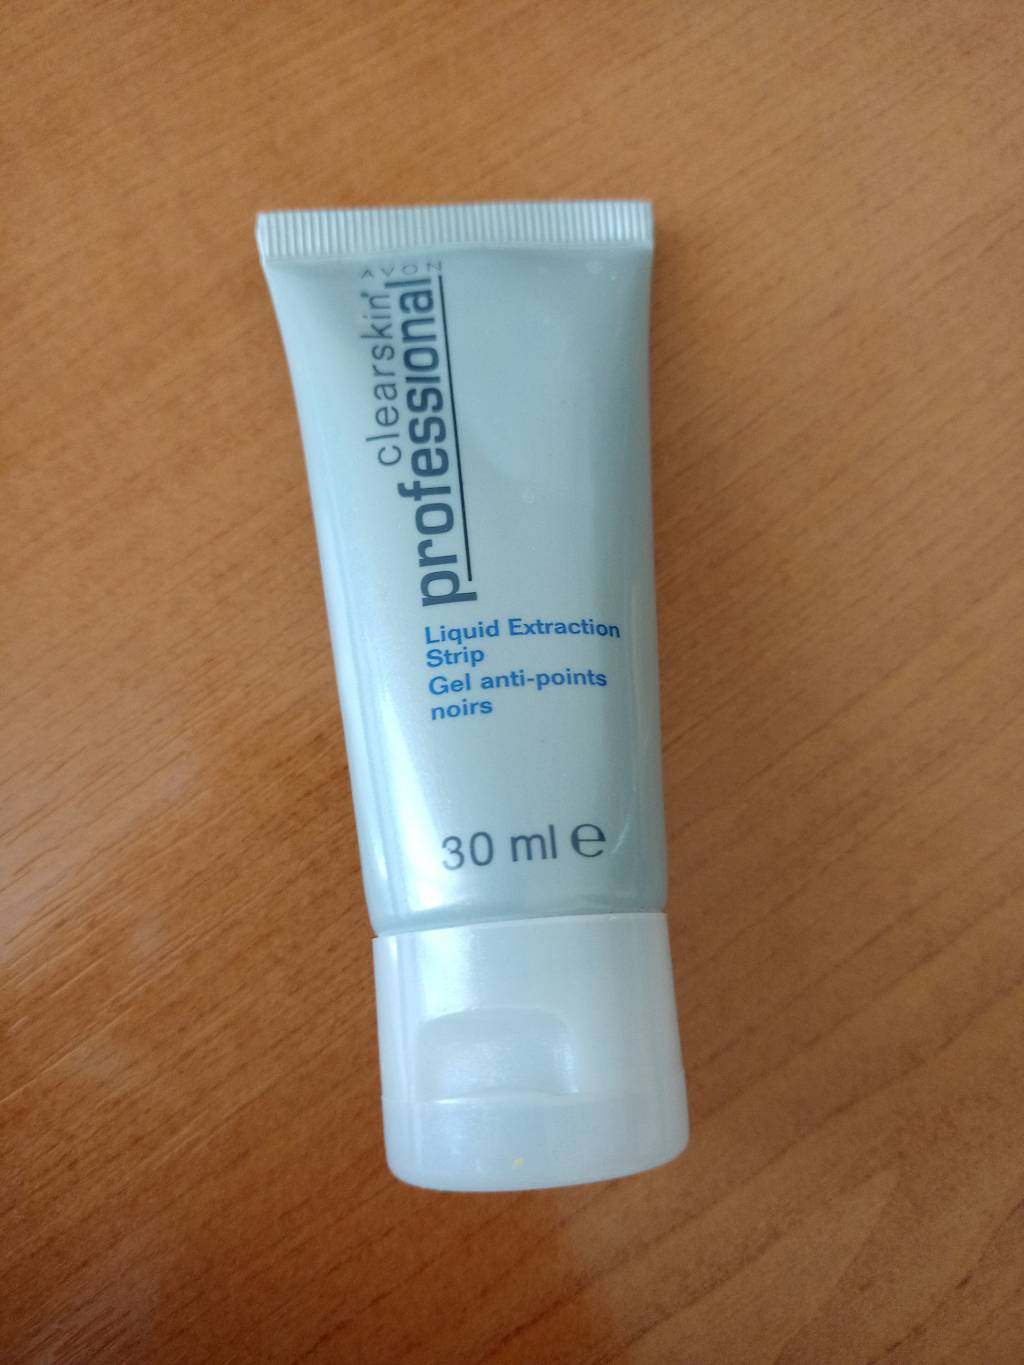 AVON
clearskin®
professional
Liquid Extraction
Strip
Gel anti-points
noirs
30 ml ℮